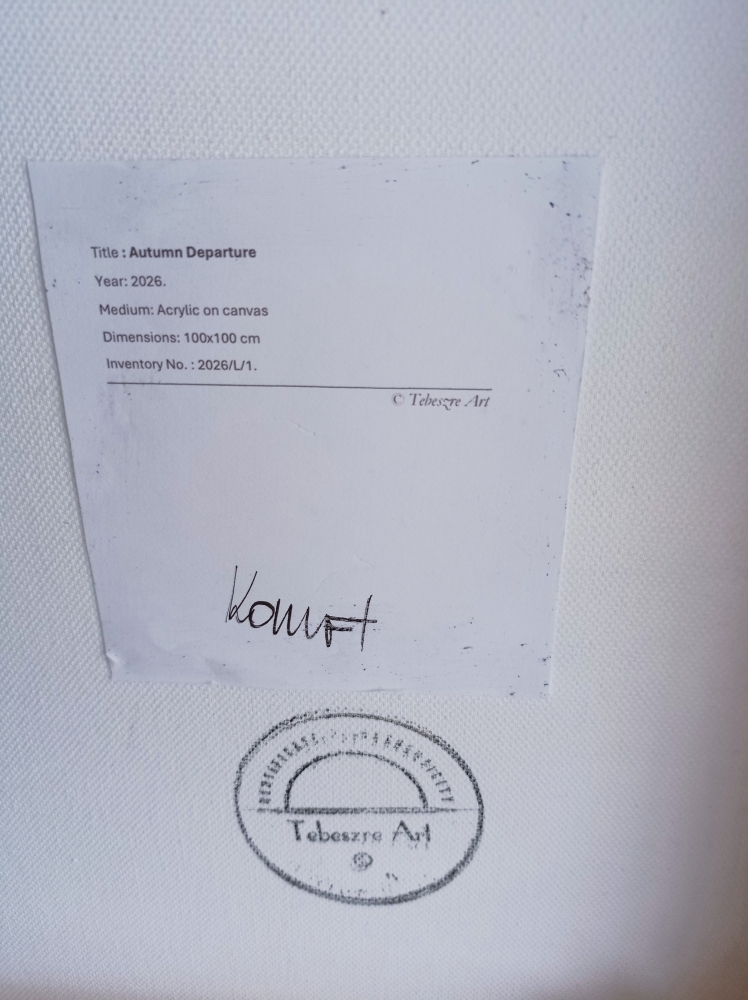 Title : Autumn Departure
Year: 2026.
Medium: Acrylic on canvas
Dimensions: 100x100 cm
Inventory No. : 2026/L/1.
© Tebeszre Art
Tebeszre Art